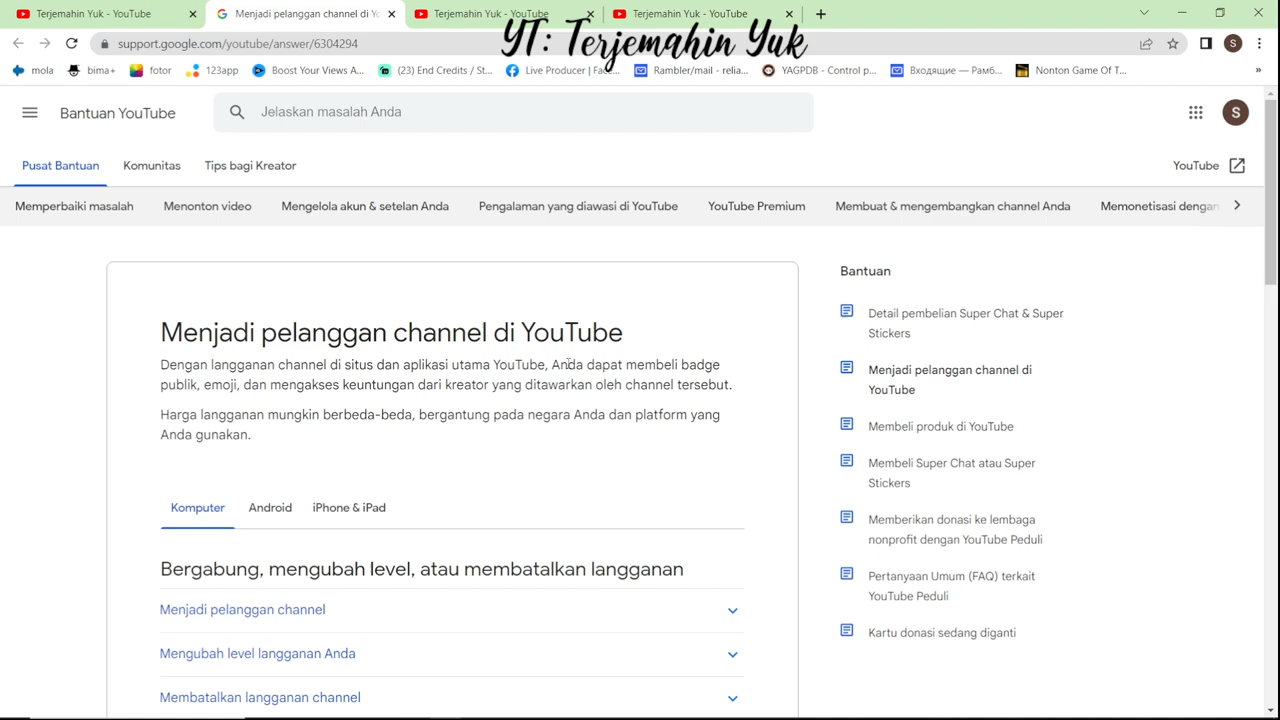 Terjemahin Yuk - YouTube
Menjadi pelanggan channel di Yo
Terjemahin Yuk - YouTube
Terjemahin Yuk - YouTube
YT: Terjemahin Yuk
support.google.com/youtube/answer/6304294
S
mola
bima+
fotor
123app
Boost Your Views A...
(23) End Credits / St...
Live Producer | Fac...
Rambler/mail - relia...
YAGPDB - Control p...
Входящие — Рамб...
Nonton Game Of T...
»
Bantuan YouTube
Jelaskan masalah Anda
S
Pusat Bantuan
Komunitas
Tips bagi Kreator
YouTube
Memperbaiki masalah
Menonton video
Mengelola akun & setelan Anda
Pengalaman yang diawasi di YouTube
YouTube Premium
Membuat & mengembangkan channel Anda
Memonetisasi dengan
Menjadi pelanggan channel di YouTube
Dengan langganan channel di situs dan aplikasi utama YouTube, Anda dapat membeli badge
publik, emoji, dan mengakses keuntungan dari kreator yang ditawarkan oleh channel tersebut.
Harga langganan mungkin berbeda-beda, bergantung pada negara Anda dan platform yang
Anda gunakan.
Komputer
Android
iPhone & iPad
Bergabung, mengubah level, atau membatalkan langganan
Menjadi pelanggan channel
Mengubah level langganan Anda
Membatalkan langganan channel
Bantuan
Detail pembelian Super Chat & Super
Stickers
Menjadi pelanggan channel di
YouTube
Membeli produk di YouTube
Membeli Super Chat atau Super
Stickers
Memberikan donasi ke lembaga
nonprofit dengan YouTube Peduli
Pertanyaan Umum (FAQ) terkait
YouTube Peduli
Kartu donasi sedang diganti